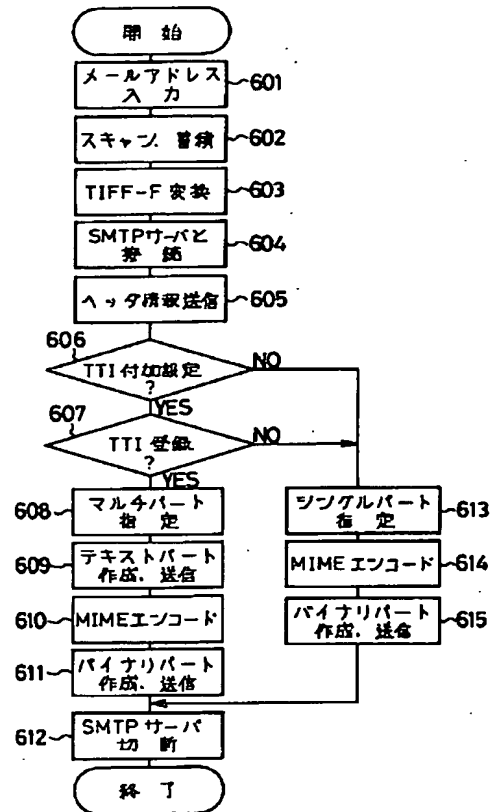 開始
メールアドレス
入力
601
スキャン、蓄積
602
TIFF-F変換
603
SMTPサーバと
接続
604
ヘッダ情報送信
605
606
TTI付加設定
?
NO
YES
607
TTI登録
?
NO
YES
608
マルチパート
指定
609
テキストパート
作成、送信
610
MIMEエンコード
611
バイナリパート
作成、送信
シングルパート
指定
613
MIMEエンコード
614
バイナリパート
作成、送信
615
612
SMTPサーバ
切断
終了